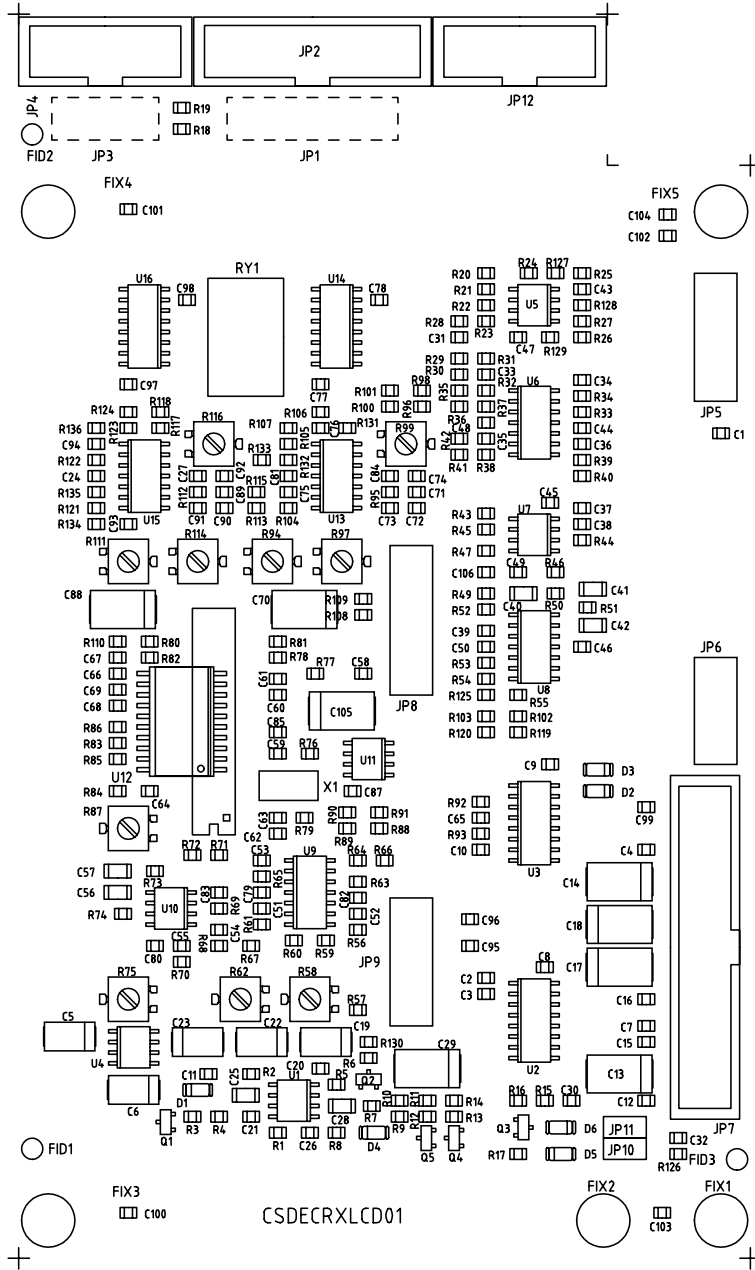 JP2
JP4
R19
JP12
R18
FID2 JP3 JP1
FIX4 FIX5
C101 C104
C102
RY1
R20 R24 R127 R25
U16 U14 R21 C43
C98 C78 R22 U5 R128
R28 R23 R27
C31 C47 R129 R26
R29 R31
R30 C33
C97 C77 R101 R98 R35 R32 U6 C34
R34
R124 R118 R106 R100 R96 R37 R33
R136 R123 R117 R116 R107 R105 C76 R131 R99 R36 C44 JP5
C94 R133 R42 C48 C35 C36 C1
R122 C92 R132 C84 R41 R38 R39
C24 C27 C81 C74 R40
R135 R112 C89 R115 C75 R95 C71 C45
R121 C91 C90 R113 R104 C73 C72 R43 U7 C37
R134 C93 U15 U13 R45 C38
R111 R114 R94 R97 R47 R44
C106 C49 R46
C88 C70 R109 R49 C40 R50 C41
R108 R52 R51
C39 C42
R110 R80 R81 C50 C46
C67 R82 R78 R53
C66 R77 C58 R54 U8 JP6
C69 C61 R125 R55
C68 C60 C105 JP8 R103 R102
R86 C85 R120 R119
R83 C59 R76 U11
R85 C9 D3
U12 X1 D2
R84 C64 C87 R92 C99
R87 C63 R90 R91 C65
C62 R79 R89 R88 R93
R72 R71 C53 U9 R64 R66 C10 U3 C4
C57 R73 R65 R63 C14
C56 C83 C79 C82
R74 U10 R69 C51 C52 C96 C18
R61 R56
C55 C54
C80 R68 R67 R60 R59 JP9 C95
R70 C8 C17
R75 R62 R58 C2
R57 C3 C16
C5 C23 C22 C19 C7
U4 R130 C29 U2 C15
C11 R2 C20 R6
C25 U1 R5 Q2 C13
C6 D1 R10 R11 R14 R16 R15 C30 C12
Q1 R3 R4 C21 C28 R7 R9 R12 R13 Q3 D6 JP11 JP7
R1 C26 R8 D4 Q5 Q4 R17 D5 JP10 C32
FID1 R126 FID3
FIX3 FIX2 FIX1
C100 CSDECRXLCD01 C103